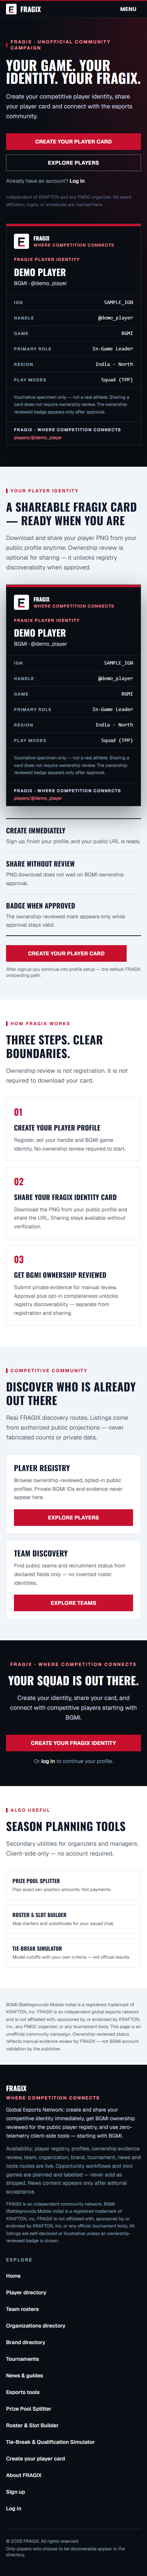 FRAGIX
MENU
FRAGIX · UNOFFICIAL COMMUNITY
CAMPAIGN
YOUR GAME. YOUR
IDENTITY. YOUR FRAGIX.
Create your competitive player identity, share
your player card and connect with the esports
community.
CREATE YOUR PLAYER CARD
EXPLORE PLAYERS
Already have an account? Log in
Independent of KRAFTON and any PMGC organizer. No event
affiliation, logos, or schedules are claimed here.
FRAGIX
WHERE COMPETITION CONNECTS
FRAGIX PLAYER IDENTITY
DEMO PLAYER
BGMI · @demo_player
IGN SAMPLE_IGN
HANDLE @demo_player
GAME BGMI
PRIMARY ROLE In-Game Leader
REGION India · North
PLAY MODES Squad (TPP)
Illustrative specimen only — not a real athlete. Sharing a
card does not require ownership review. The ownership-
reviewed badge appears only after approval.
FRAGIX · WHERE COMPETITION CONNECTS
players/@demo_player
YOUR PLAYER IDENTITY
A SHAREABLE FRAGIX CARD
— READY WHEN YOU ARE
Download and share your player PNG from your
public profile anytime. Ownership review is
optional for sharing — it unlocks registry
discoverability when approved.
FRAGIX
WHERE COMPETITION CONNECTS
FRAGIX PLAYER IDENTITY
DEMO PLAYER
BGMI · @demo_player
IGN SAMPLE_IGN
HANDLE @demo_player
GAME BGMI
PRIMARY ROLE In-Game Leader
REGION India · North
PLAY MODES Squad (TPP)
Illustrative specimen only — not a real athlete. Sharing a
card does not require ownership review. The ownership-
reviewed badge appears only after approval.
FRAGIX · WHERE COMPETITION CONNECTS
players/@demo_player
CREATE IMMEDIATELY
Sign up, finish your profile, and your public URL is ready.
SHARE WITHOUT REVIEW
PNG download does not wait on BGMI ownership
approval.
BADGE WHEN APPROVED
The ownership-reviewed mark appears only after
approval stays valid.
CREATE YOUR PLAYER CARD
After signup you continue into profile setup — the default FRAGIX
onboarding path.
HOW FRAGIX WORKS
THREE STEPS. CLEAR
BOUNDARIES.
Ownership review is for registry trust. It is not
required to download your card.
01
CREATE YOUR PLAYER PROFILE
Register, set your handle and BGMI game
identity. No ownership review required to start.
02
SHARE YOUR FRAGIX IDENTITY CARD
Download the PNG from your public profile and
share the URL. Sharing stays available without
verification.
03
GET BGMI OWNERSHIP REVIEWED
Submit private evidence for manual review.
Approval plus opt-in completeness unlocks
registry discoverability — separate from
registration and sharing.
COMPETITIVE COMMUNITY
DISCOVER WHO IS ALREADY
OUT THERE
Real FRAGIX discovery routes. Listings come
from authorized public projections — never
fabricated counts or private data.
PLAYER REGISTRY
Browse ownership-reviewed, opted-in public
profiles. Private BGMI IDs and evidence never
appear here.
EXPLORE PLAYERS
TEAM DISCOVERY
Find public teams and recruitment status from
declared fields only — no invented roster
identities.
EXPLORE TEAMS
FRAGIX · WHERE COMPETITION CONNECTS
YOUR SQUAD IS OUT THERE.
Create your identity, share your card, and
connect with competitive players starting with
BGMI.
CREATE YOUR FRAGIX IDENTITY
Or log in to continue your profile.
ALSO USEFUL
SEASON PLANNING TOOLS
Secondary utilities for organizers and managers.
Client-side only — no account required.
PRIZE POOL SPLITTER
Plan exact per-position amounts. Not payments.
ROSTER & SLOT BUILDER
Map starters and substitutes for your squad chat.
TIE-BREAK SIMULATOR
Model cutoffs with your own criteria — not official results.
BGMI (Battlegrounds Mobile India) is a registered trademark of
KRAFTON, Inc. FRAGIX is an independent global esports network
and is not affiliated with, sponsored by, or endorsed by KRAFTON,
Inc., any PMGC organizer, or any tournament body. This page is an
unofficial community campaign. Ownership-reviewed status
reflects manual evidence review by FRAGIX — not BGMI account
validation by the publisher.
FRAGIX
WHERE COMPETITION CONNECTS
Global Esports Network: create and share your
competitive identity immediately, get BGMI ownership
reviewed for the public player registry, and use zero-
telemetry client-side tools — starting with BGMI.
Availability: player registry, profiles, ownership evidence
review, team, organization, brand, tournament, news and
tools routes are live. Opportunity workflows and mini
games are planned and labelled — never sold as
shipped. News content appears only after editorial
acceptance.
FRAGIX is an independent community network. BGMI
(Battlegrounds Mobile India) is a registered trademark of
KRAFTON, Inc. FRAGIX is not affiliated with, sponsored by, or
endorsed by KRAFTON, Inc. or any official tournament body. All
listings are self-declared or illustrative unless an ownership-
reviewed badge is shown.
EXPLORE
Home
Player directory
Team rosters
Organizations directory
Brand directory
Tournaments
News & guides
Esports tools
Prize Pool Splitter
Roster & Slot Builder
Tie-Break & Qualification Simulator
Create your player card
About FRAGIX
Sign up
Log in
© 2026 FRAGIX. All rights reserved.
Only players who choose to be discoverable appear in the
directory.